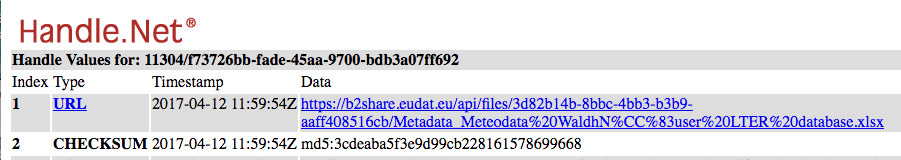 Handle.Net®
Handle Values for: 11304/f73726bb-fade-45aa-9700-bdb3a07ff692
Index Type Timestamp Data
1 URL 2017-04-12 11:59:54Z https://b2share.eudat.eu/api/files/3d82b14b-8bbc-4bb3-b3b9-
aaff408516cb/Metadata_Meteodata%20WaldhN%CC%83user%20LTER%20database.xlsx
2 CHECKSUM 2017-04-12 11:59:54Z md5:3cdeaba5f3e9d99cb228161578699668